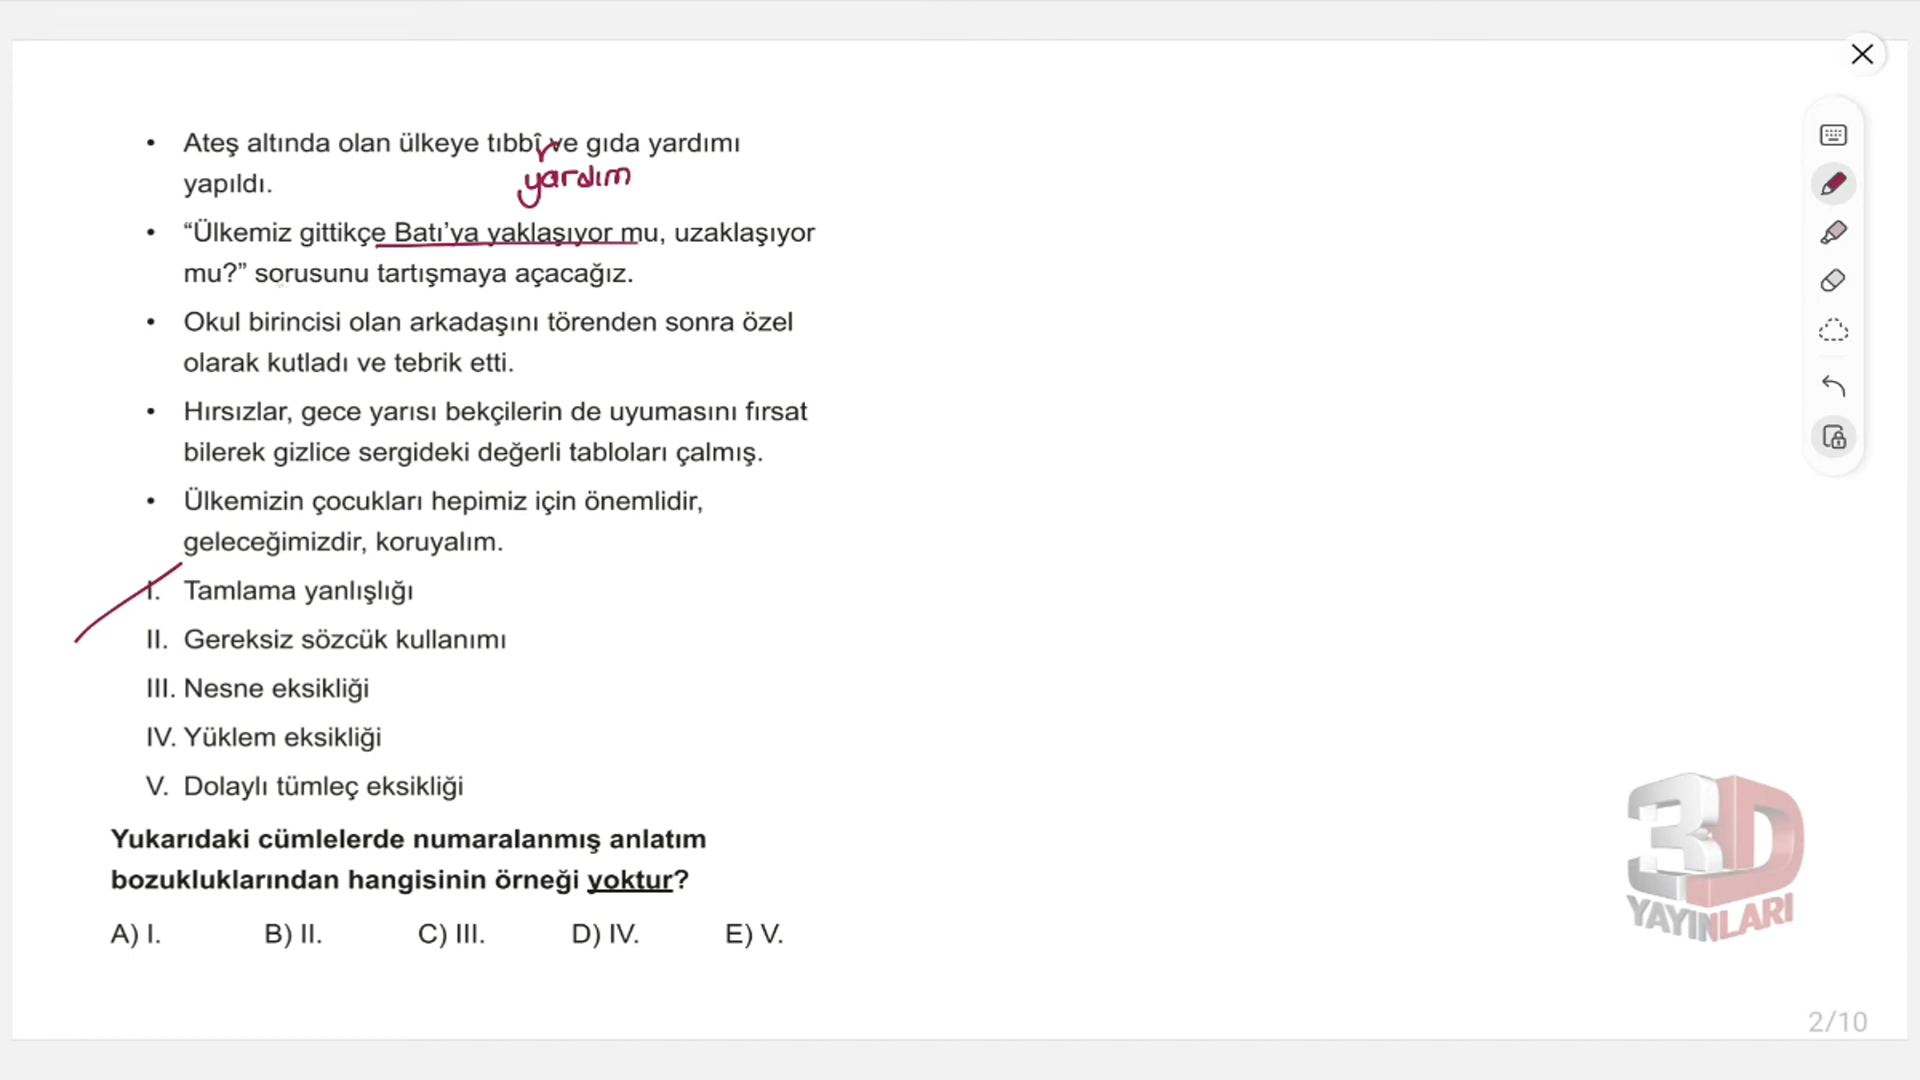 • Ateş altında olan ülkeye tıbbî ve gıda yardımı
yapıldı.
yardım
• “Ülkemiz gittikçe Batı’ya yaklaşıyor mu, uzaklaşıyor
mu?” sorusunu tartışmaya açacağız.
• Okul birincisi olan arkadaşını törenden sonra özel
olarak kutladı ve tebrik etti.
• Hırsızlar, gece yarısı bekçilerin de uyumasını fırsat
bilerek gizlice sergideki değerli tabloları çalmış.
• Ülkemizin çocukları hepimiz için önemlidir,
geleceğimizdir, koruyalım.
I. Tamlama yanlışlığı
II. Gereksiz sözcük kullanımı
III. Nesne eksikliği
IV. Yüklem eksikliği
V. Dolaylı tümleç eksikliği
Yukarıdaki cümlelerde numaralanmış anlatım
bozukluklarından hangisinin örneği yoktur?
A) I. B) II. C) III. D) IV. E) V.
3D
YAYINLARI
2/10